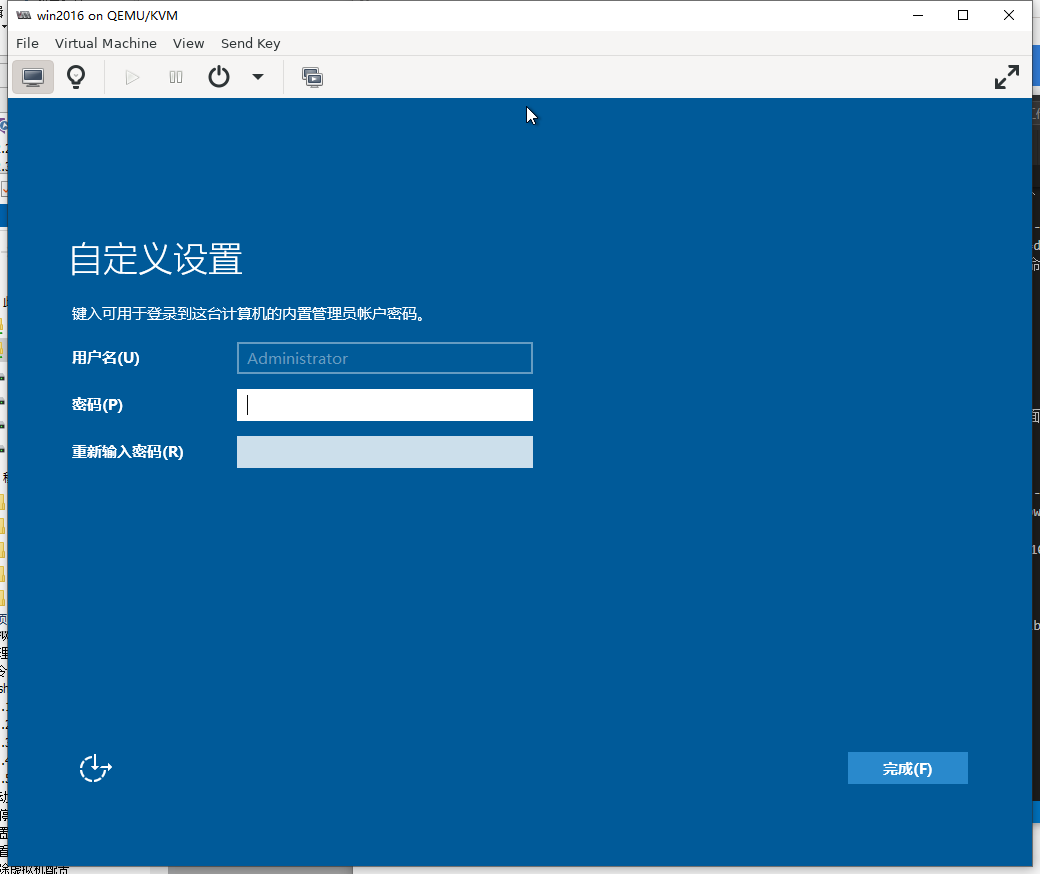 win2016 on QEMU/KVM
File Virtual Machine View Send Key
自定义设置
键入可用于登录到这台计算机的内置管理员帐户密码。
用户名(U) Administrator
密码(P)
重新输入密码(R)
完成(F)